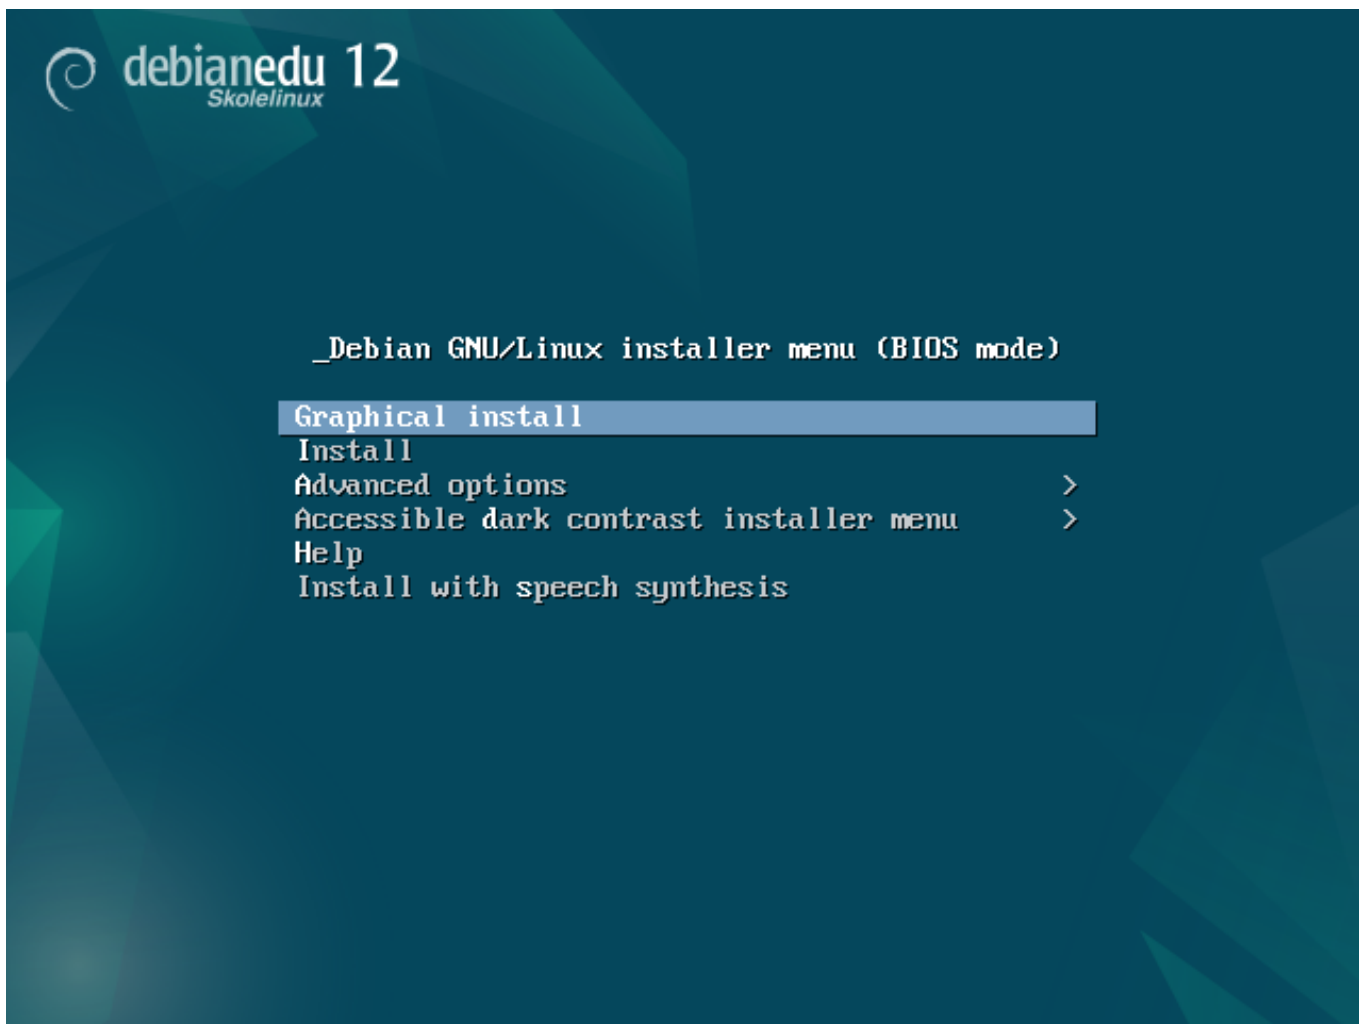 debianedu 12
Skolelinux
_Debian GNU/Linux installer menu (BIOS mode)
Graphical install
Install
Advanced options >
Accessible dark contrast installer menu >
Help
Install with speech synthesis